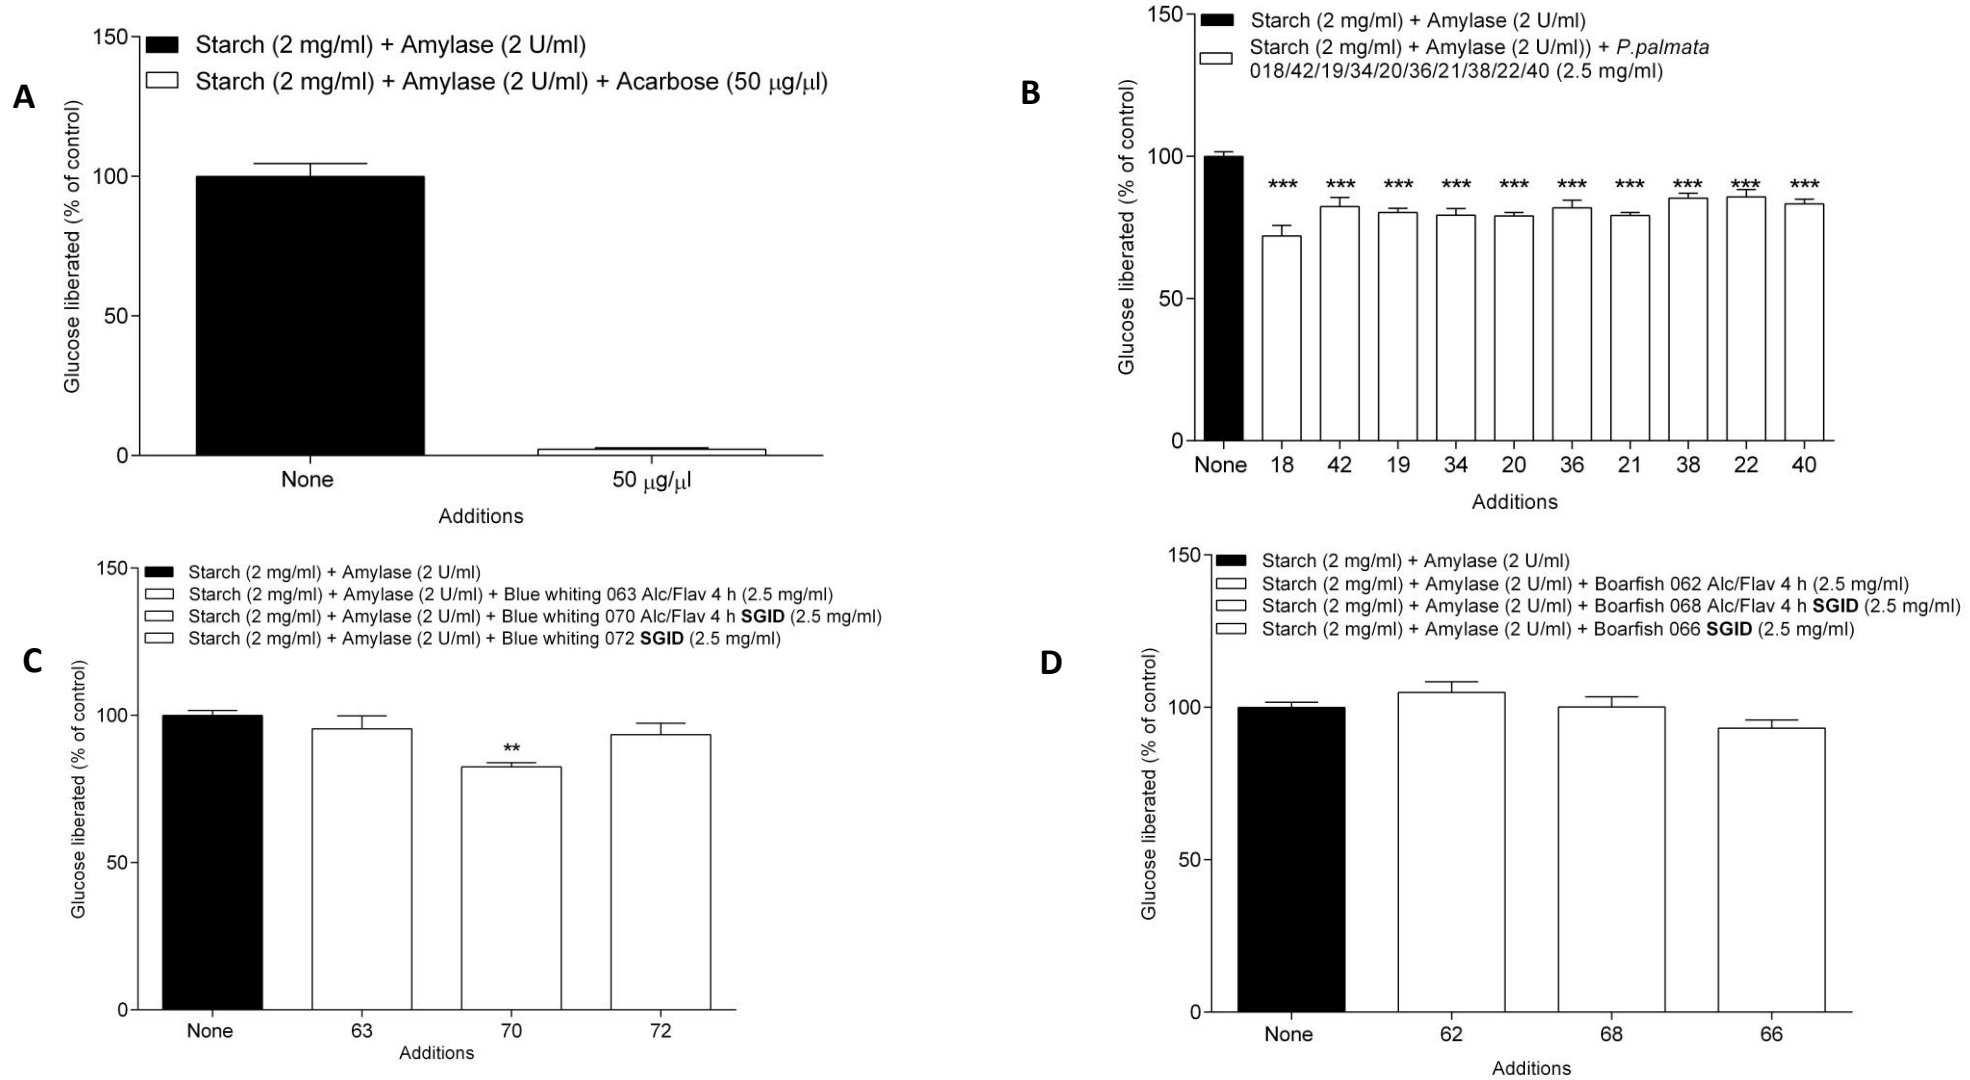 A
150
100
50
0
Glucose liberated (% of control)
Starch (2 mg/ml) + Amylase (2 U/ml)
Starch (2 mg/ml) + Amylase (2 U/ml) + Acarbose (50 µg/µl)
None
50 µg/µl
Additions
B
150
100
50
0
Glucose liberated (% of control)
Starch (2 mg/ml) + Amylase (2 U/ml)
Starch (2 mg/ml) + Amylase (2 U/ml)) + P.palmata
018/42/19/34/20/36/21/38/22/40 (2.5 mg/ml)
*** *** *** *** *** *** *** *** *** ***
None 18 42 19 34 20 36 21 38 22 40
Additions
C
150
100
50
0
Glucose liberated (% of control)
Starch (2 mg/ml) + Amylase (2 U/ml)
Starch (2 mg/ml) + Amylase (2 U/ml) + Blue whiting 063 Alc/Flav 4 h (2.5 mg/ml)
Starch (2 mg/ml) + Amylase (2 U/ml) + Blue whiting 070 Alc/Flav 4 h SGID (2.5 mg/ml)
Starch (2 mg/ml) + Amylase (2 U/ml) + Blue whiting 072 SGID (2.5 mg/ml)
**
None 63 70 72
Additions
D
150
100
50
0
Glucose liberated (% of control)
Starch (2 mg/ml) + Amylase (2 U/ml)
Starch (2 mg/ml) + Amylase (2 U/ml) + Boarfish 062 Alc/Flav 4 h (2.5 mg/ml)
Starch (2 mg/ml) + Amylase (2 U/ml) + Boarfish 068 Alc/Flav 4 h SGID (2.5 mg/ml)
Starch (2 mg/ml) + Amylase (2 U/ml) + Boarfish 066 SGID (2.5 mg/ml)
None 62 68 66
Additions